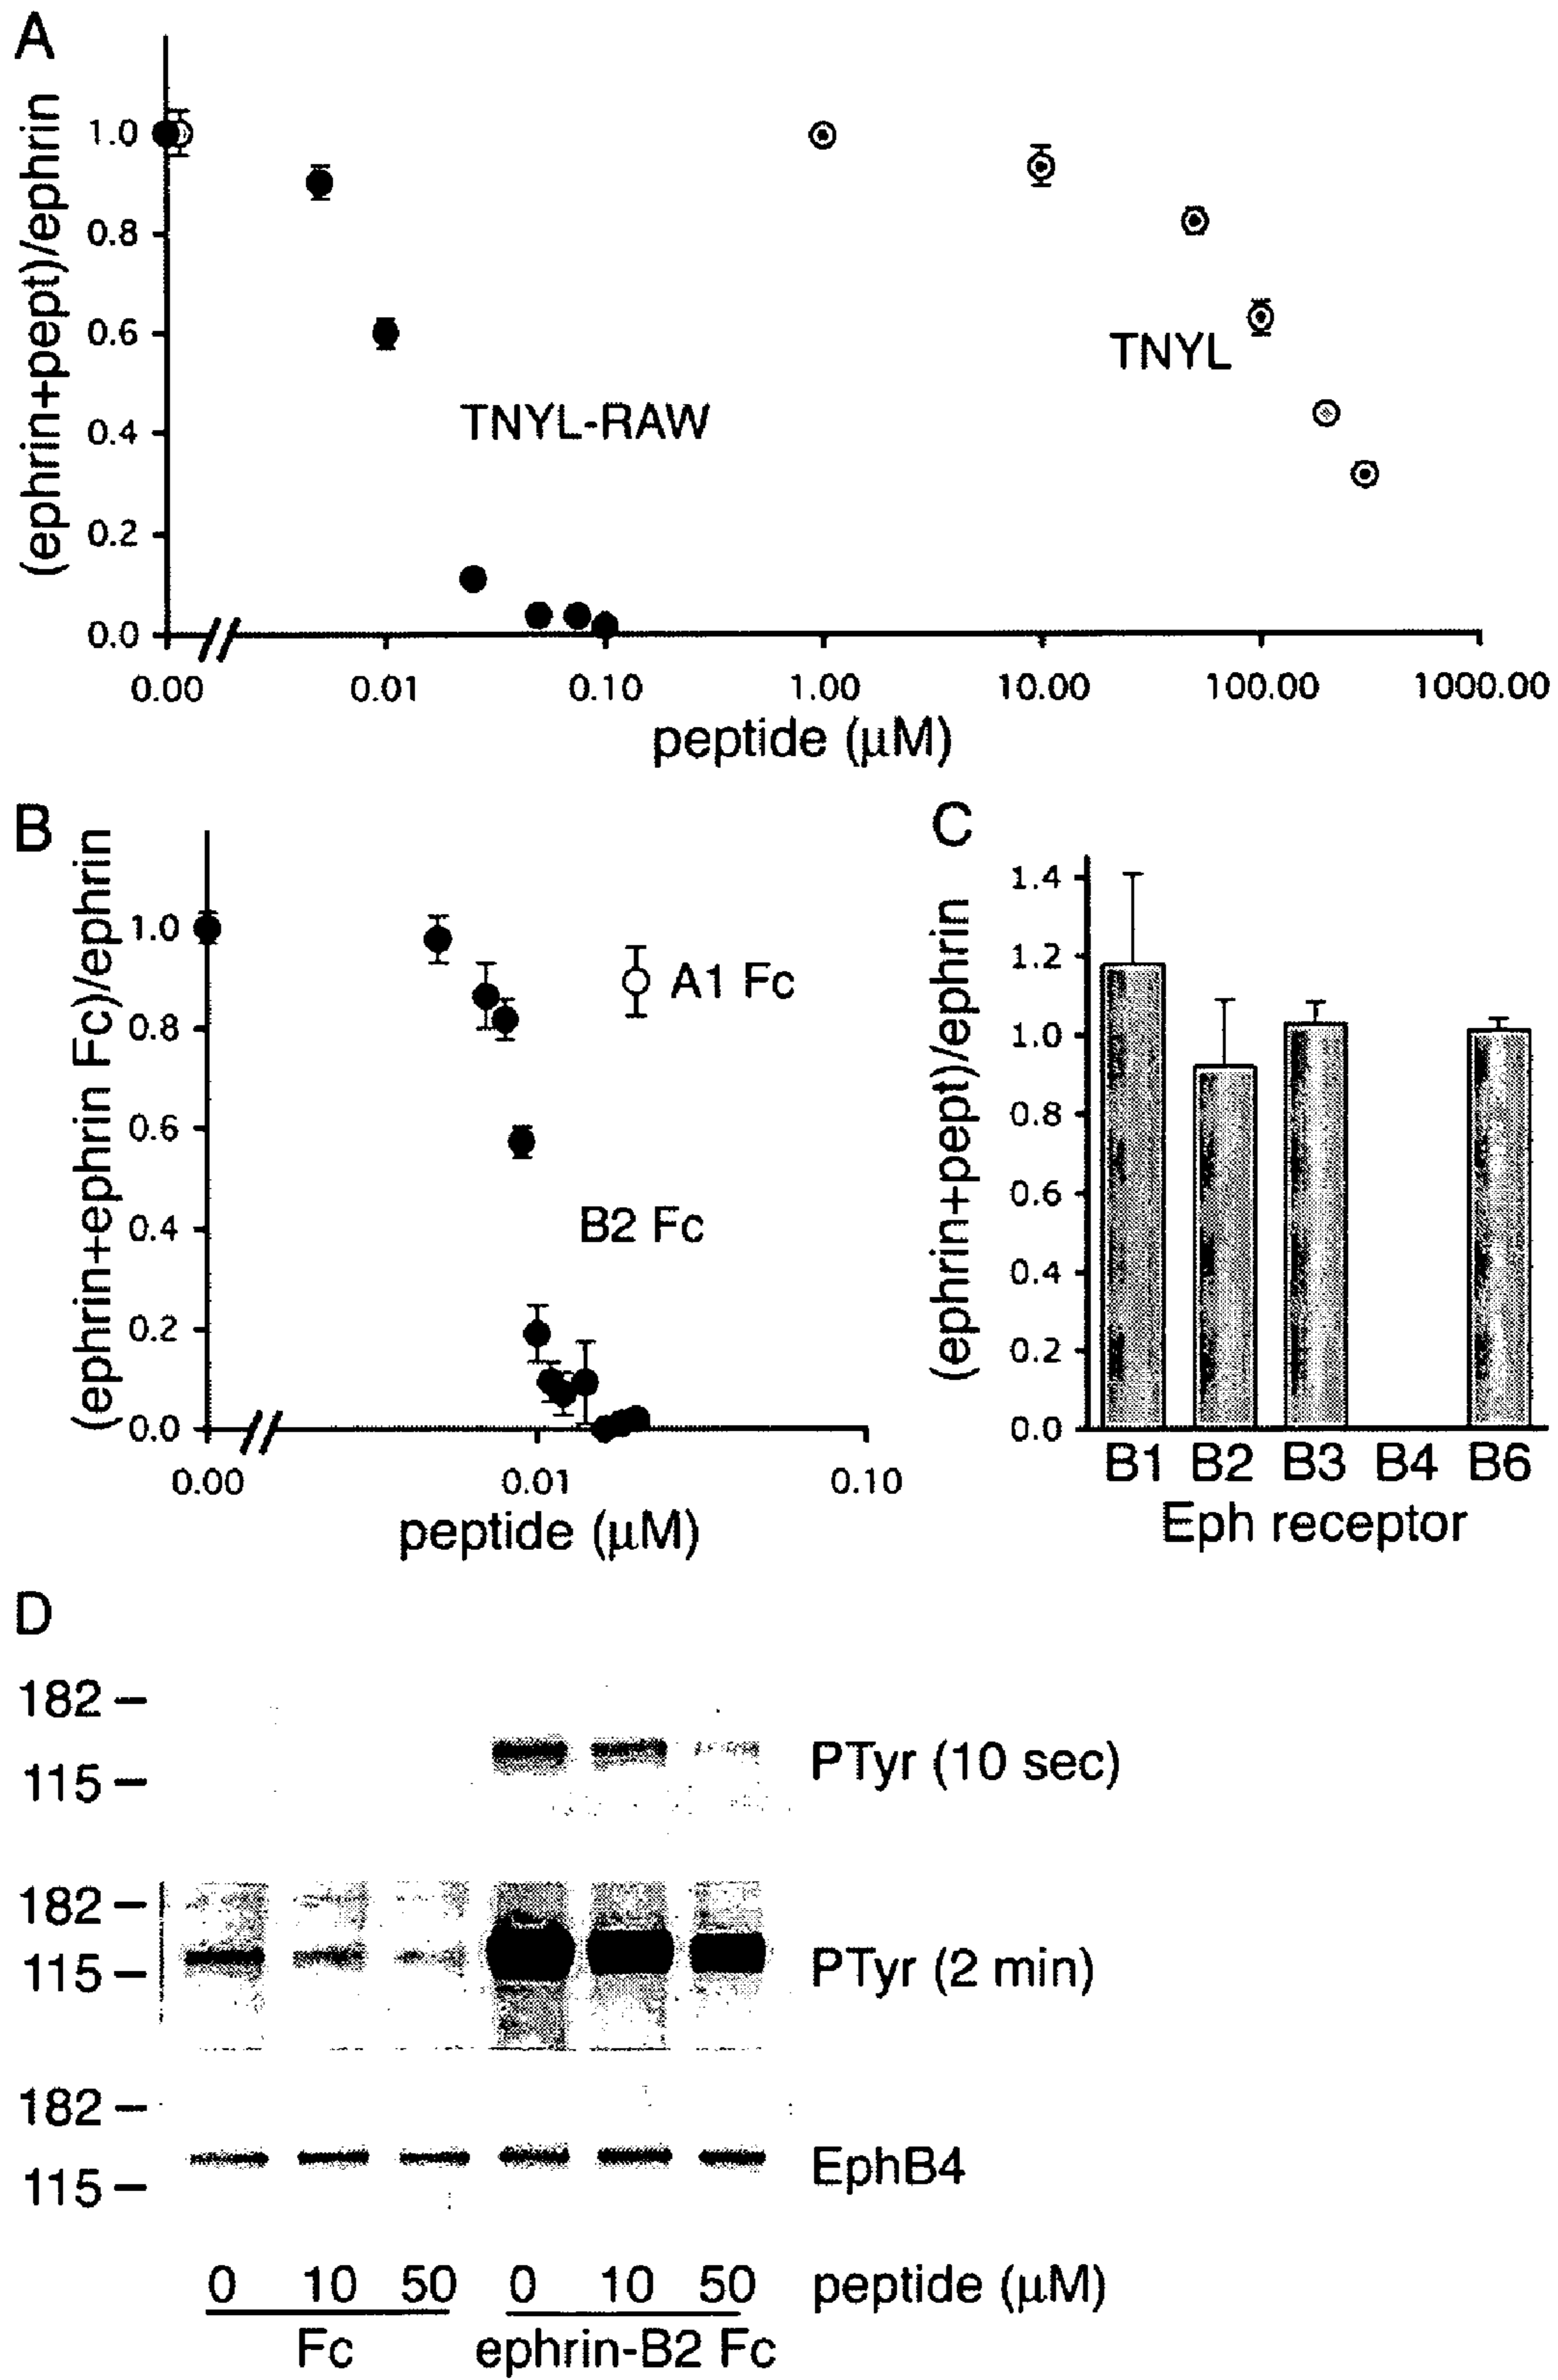 A
(ephrin+pept)/ephrin
1.0
0.8
0.6
0.4
0.2
0.0
TNYL-RAW
TNYL
0.00 0.01 0.10 1.00 10.00 100.00 1000.00
peptide (μM)
B
(ephrin+ephrin Fc)/ephrin
1.0
0.8
0.6
0.4
0.2
0.0
A1 Fc
B2 Fc
0.00 0.01 0.10
peptide (μM)
C
(ephrin+pept)/ephrin
1.4
1.2
1.0
0.8
0.6
0.4
0.2
0.0
B1 B2 B3 B4 B6
Eph receptor
D
182
115
PTyr (10 sec)
182
115
PTyr (2 min)
182
115
EphB4
0 10 50 0 10 50 peptide (μM)
Fc ephrin-B2 Fc